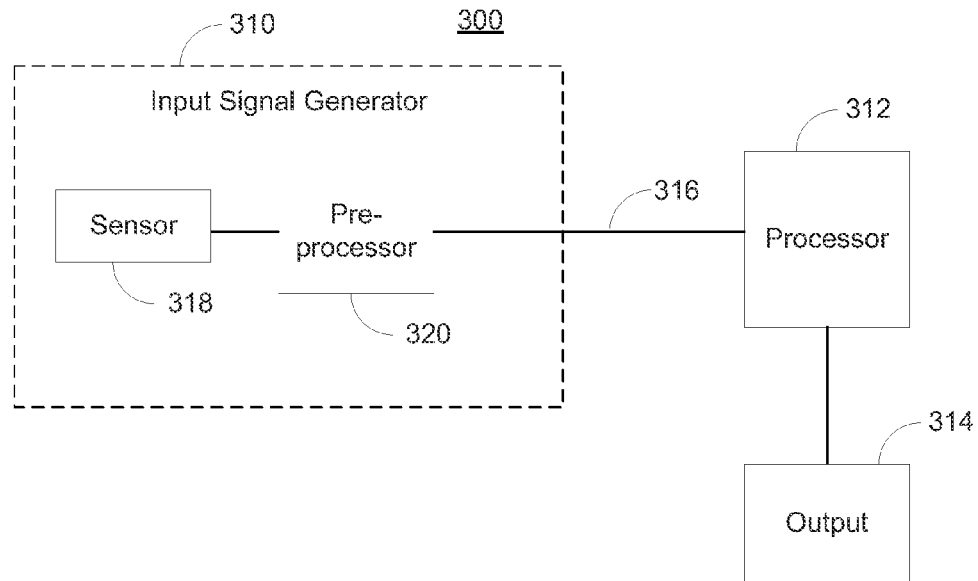 310
300
Input Signal Generator
312
316
Sensor
Pre-
processor
Processor
318
320
314
Output